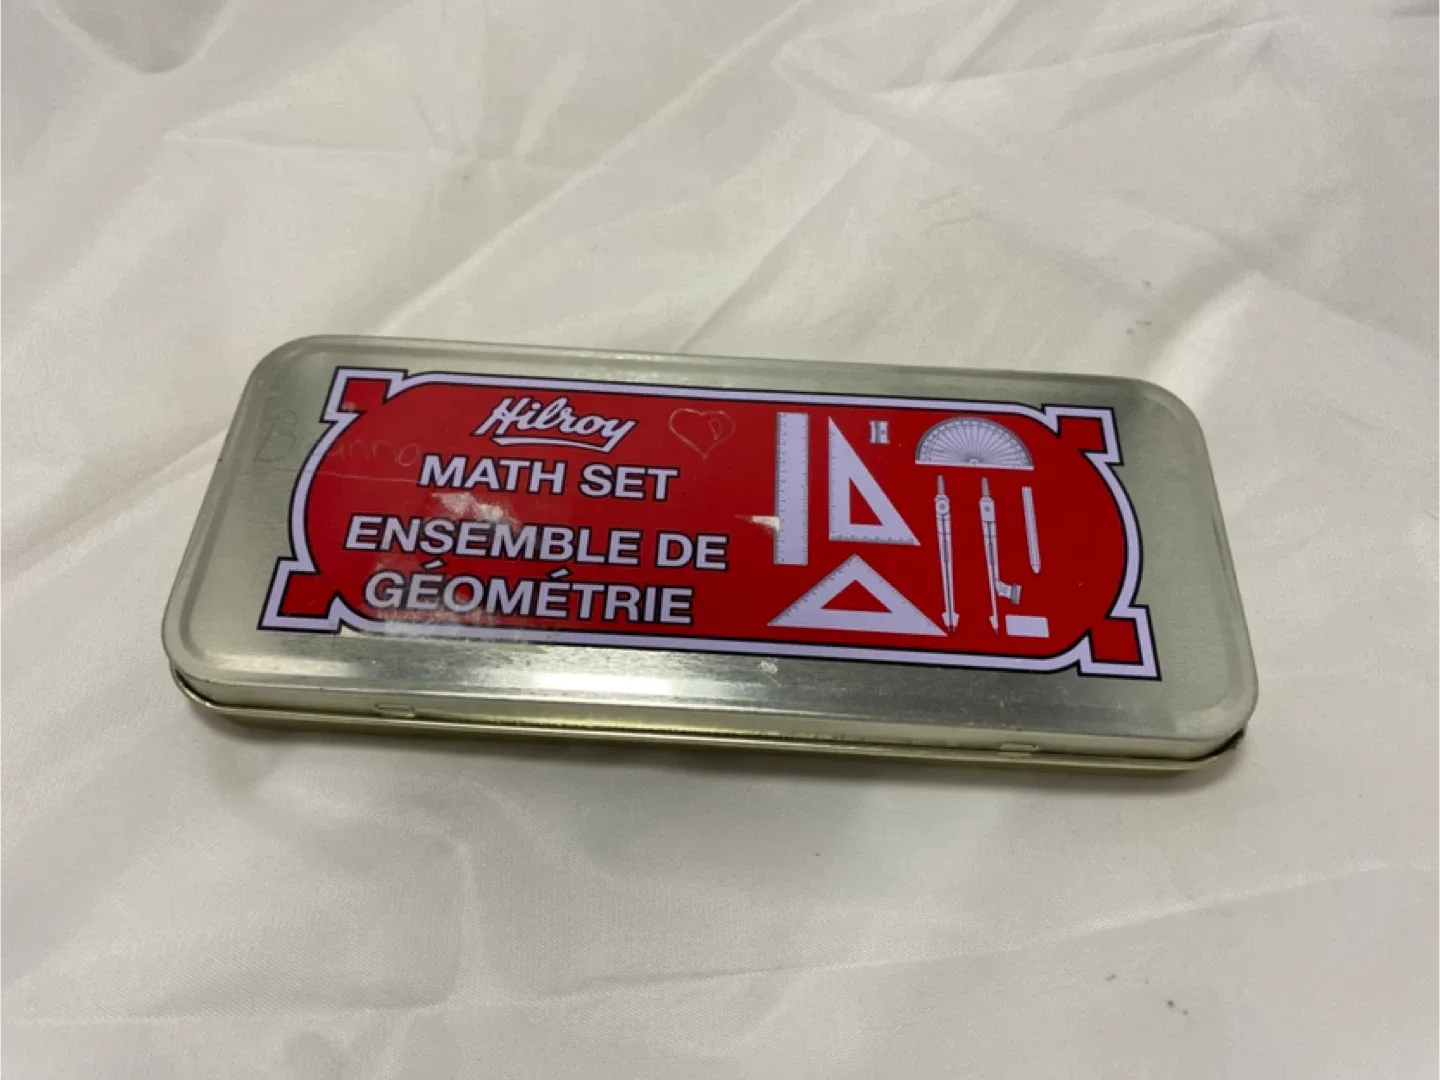 Hilroy
MATH SET
ENSEMBLE DE
GÉOMÉTRIE